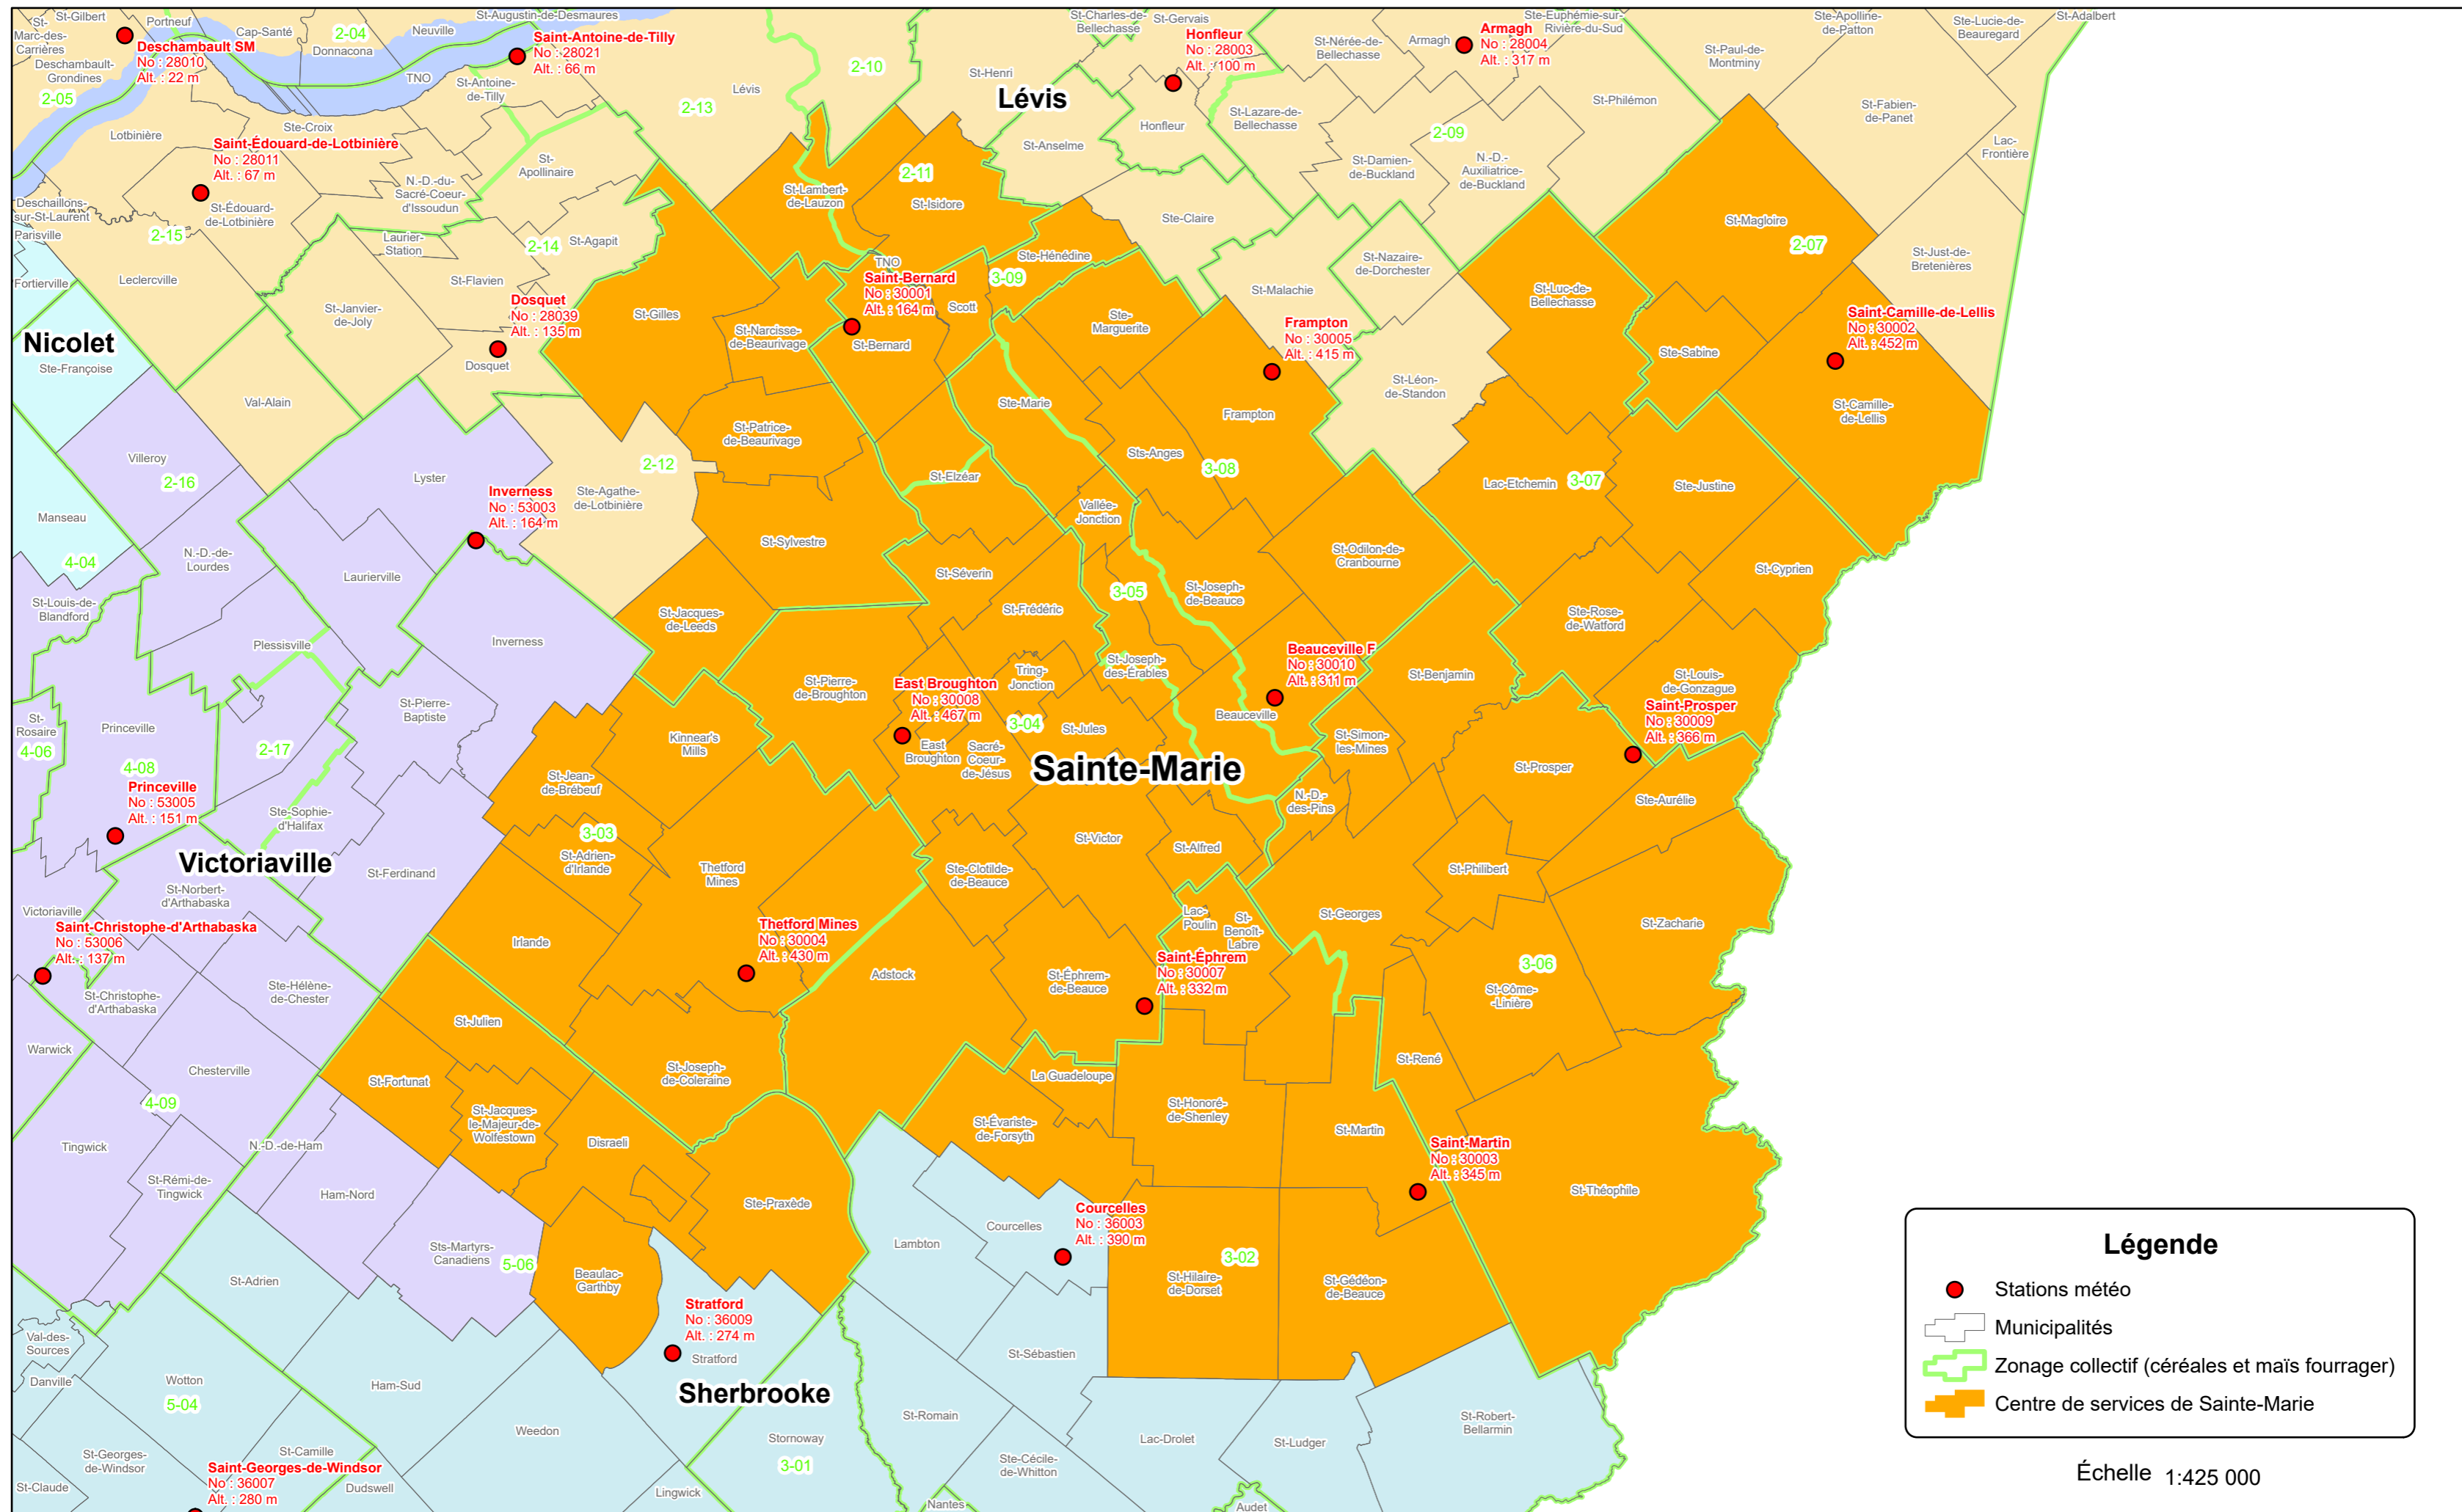 St-Gilbert
St-
Marc-des-
Carrières
Portneuf
Cap-Santé
2-04
Donnacona
Neuville
St-Augustin-de-Desmaures
Deschambault SM
No : 28010
Alt. : 22 m
Deschambault-
Grondines
2-05
TNO
St-Antoine-
de-Tilly
Saint-Antoine-de-Tilly
No : 28021
Alt. : 66 m
Lévis
2-13
2-10
St-Henri
Lévis
St-Charles-de-
Bellechasse
St-Gervais
Honfleur
No : 28003
Alt. : 100 m
Honfleur
St-Anselme
St-Nérée-de-
Bellechasse
Armagh
Armagh
No : 28004
Alt. : 317 m
Ste-Euphémie-sur-
Rivière-du-Sud
St-Paul-de-
Montminy
Ste-Apolline-
de-Patton
Ste-Lucie-de-
Beauregard
St-Adalbert
St-Philémon
St-Fabien-
de-Panet
Lac-
Frontière
St-Lazare-de-
Bellechasse
2-09
St-Damien-
de-Buckland
N.-D.-
Auxiliatrice-
de-Buckland
Lotbinière
Ste-Croix
Saint-Édouard-de-Lotbinière
No : 28011
Alt. : 67 m
St-Édouard-
de-Lotbinière
2-15
Deschaillons-
sur-St-Laurent
Parisville
Fortierville
Leclercville
N.-D.-du-
Sacré-Coeur-
d'Issoudun
St-
Apollinaire
Laurier-
Station
2-14
St-Agapit
St-Flavien
St-Janvier-
de-Joly
Dosquet
No : 28039
Alt. : 135 m
Dosquet
Val-Alain
Nicolet
Ste-Françoise
St-Lambert-
de-Lauzon
2-11
St-Isidore
TNO
Saint-Bernard
No : 30001
Alt. : 164 m
St-Bernard
Scott
3-09
Ste-Hénédine
Ste-Claire
St-Malachie
St-Nazaire-
de-Dorchester
Ste-
Marguerite
Frampton
No : 30005
Alt. : 415 m
Frampton
St-Léon-
de-Standon
St-Luc-de-
Bellechasse
St-Magloire
2-07
St-Just-de-
Bretenières
Ste-Sabine
Saint-Camille-de-Lellis
No : 30002
Alt. : 452 m
St-Camille-
de-Lellis
St-Gilles
St-Narcisse-
de-Beaurivage
St-Patrice-
de-Beaurivage
Ste-Marie
Sts-Anges
3-08
St-Elzéar
Vallée-
Jonction
Lac-Etchemin
3-07
Ste-Justine
St-Cyprien
2-12
Ste-Agathe-
de-Lotbinière
St-Sylvestre
Villeroy
2-16
Lyster
Inverness
No : 53003
Alt. : 164 m
Manseau
4-04
N.-D.-de-
Lourdes
Laurierville
St-Louis-de-
Blandford
Plessisville
Inverness
St-Jacques-
de-Leeds
St-Séverin
St-Frédéric
3-05
St-Joseph-
de-Beauce
St-Odilon-de-
Cranbourne
Ste-Rose-
de-Watford
St-Pierre-
Baptiste
St-Pierre-
de-Broughton
East Broughton
No : 30008
Alt. : 467 m
East
Broughton
Tring-
Jonction
3-04
St-Jules
Sacré-
Coeur-
de-Jésus
St-Joseph-
des-Érables
Beauceville F
No : 30010
Alt. : 311 m
Beauceville
St-Benjamin
St-Simon-
les-Mines
St-Louis-
de-Gonzague
Saint-Prosper
No : 30009
Alt. : 366 m
St-Prosper
Ste-Aurélie
St-
Rosaire
4-06
Princeville
4-08
Princeville
No : 53005
Alt. : 151 m
2-17
Kinnear's
Mills
St-Jean-
de-Brébeuf
3-03
St-Adrien-
d'Irlande
Thetford
Mines
Sainte-Marie
N.-D.-
des-Pins
St-Victor
St-Alfred
Ste-Clotilde-
de-Beauce
St-Philibert
St-Georges
St-Zacharie
Ste-Sophie-
d'Halifax
Victoriaville
St-Norbert-
d'Arthabaska
St-Ferdinand
Victoriaville
Saint-Christophe-d'Arthabaska
No : 53006
Alt. : 137 m
St-Christophe-
d'Arthabaska
Ste-Hélène-
de-Chester
Irlande
Thetford Mines
No : 30004
Alt. : 430 m
Adstock
St-Éphrem-
de-Beauce
Lac-
Poulin
St-
Benoît-
Labre
Saint-Éphrem
No : 30007
Alt. : 332 m
3-06
St-Côme-
-Linière
St-René
Warwick
Chesterville
4-09
St-Julien
St-Fortunat
St-Joseph-
de-Coleraine
St-Jacques-
le-Majeur-de-
Wolfestown
Disraeli
La Guadeloupe
St-Évariste-
de-Forsyth
St-Honoré-
de-Shenley
St-Martin
Saint-Martin
No : 30003
Alt. : 345 m
St-Théophile
Tingwick
N.-D.-de-Ham
St-Rémi-de-
Tingwick
Ham-Nord
Sts-Martyrs-
Canadiens
5-06
Ste-Praxède
Beaulac-
Garthby
Lambton
Courcelles
Courcelles
No : 36003
Alt. : 390 m
3-02
St-Hilaire-
de-Dorset
St-Gédéon-
de-Beauce
St-Adrien
Stratford
No : 36009
Alt. : 274 m
Stratford
Sherbrooke
St-Sébastien
Val-des-
Sources
Danville
Wotton
5-04
Ham-Sud
Weedon
St-Romain
Stornoway
3-01
Lac-Drolet
St-Ludger
St-Robert-
Bellarmin
Ste-Cécile-
de-Whitton
St-Georges-
de-Windsor
St-Camille
Saint-Georges-de-Windsor
No : 36007
Alt. : 280 m
St-Claude
Dudswell
Lingwick
Nantes
Audet
Légende
Stations météo
Municipalités
Zonage collectif (céréales et maïs fourrager)
Centre de services de Sainte-Marie
Échelle 1:425 000